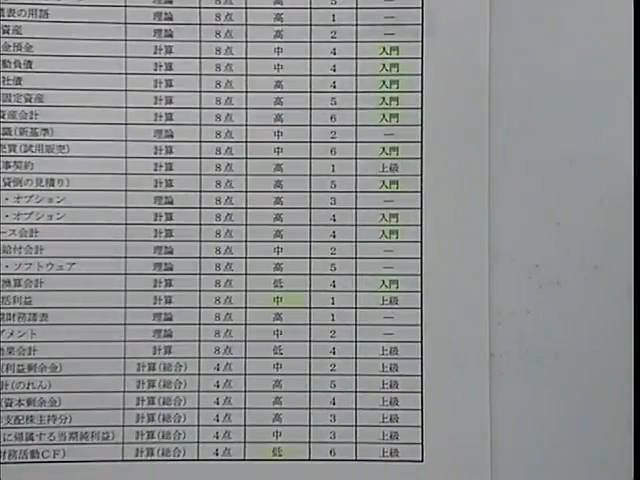 5 —
諸表の用語 理論 8点 高 1 —
資産 理論 8点 高 2 —
金預金 計算 8点 中 4 入門
動負債 計算 8点 中 4 入門
社債 計算 8点 高 4 入門
固定資産 計算 8点 高 5 入門
資産会計 計算 8点 高 6 入門
識(新基準) 理論 8点 中 2 —
売買(試用販売) 計算 8点 中 6 入門
事契約 計算 8点 高 1 上級
(貸倒の見積り) 計算 8点 高 5 入門
・オプション 理論 8点 高 3 —
・オプション 計算 8点 高 4 入門
ース会計 計算 8点 高 4 入門
給付会計 理論 8点 中 2 —
・ソフトウェア 理論 8点 高 5 —
換算会計 計算 8点 低 4 入門
括利益 計算 8点 中 1 上級
財務諸表 理論 8点 高 1 —
グメント 理論 8点 中 2 —
効果会計 計算 8点 低 4 上級
(利益剰余金) 計算(総合) 4点 中 2 上級
計(のれん) 計算(総合) 4点 高 5 上級
(資本剰余金) 計算(総合) 4点 高 4 上級
支配株主持分) 計算(総合) 4点 高 3 上級
に帰属する当期純利益) 計算(総合) 4点 中 3 上級
財務活動CF) 計算(総合) 4点 低 6 上級